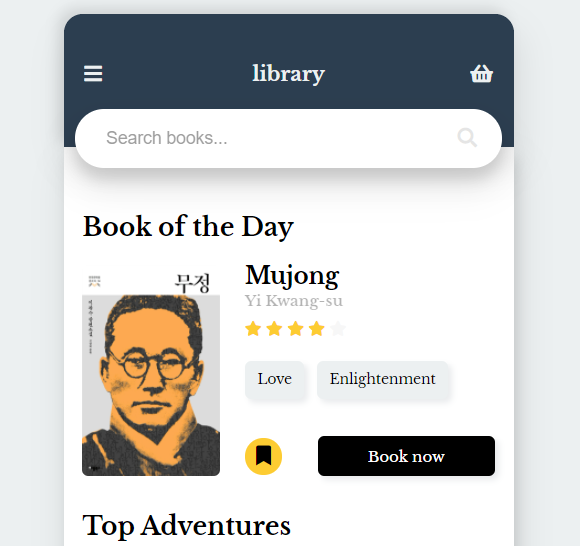 library
Search books...
Book of the Day
무정
Mujong
Yi Kwang-su
Love
Enlightenment
Book now
Top Adventures